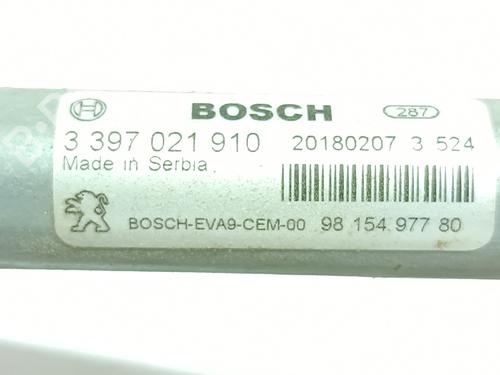 BOSCH 287
3 397 021 910 20180207 3 524
Made in Serbia
BOSCH-EVA9-CEM-00 98 154 977 80